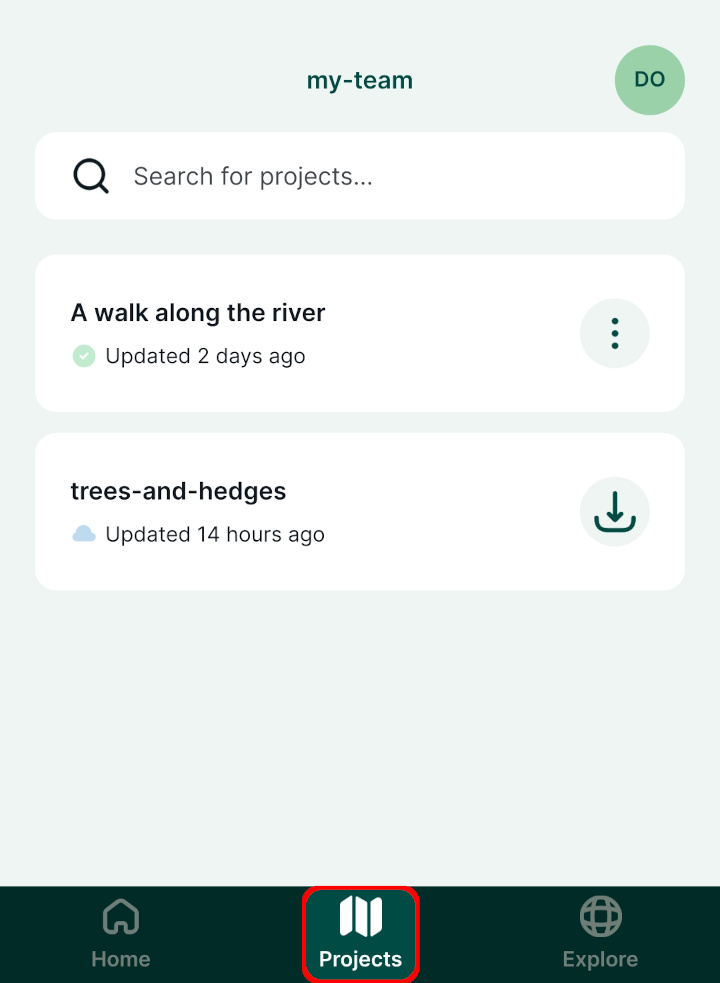 my-team
DO
Search for projects...
A walk along the river
Updated 2 days ago
trees-and-hedges
Updated 14 hours ago
Home
Projects
Explore